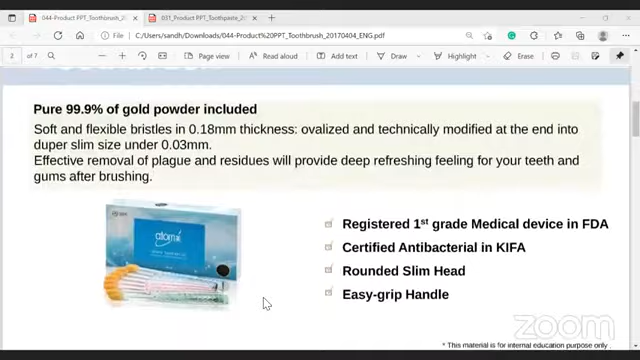 044-Product PPT_Toothbrush_20
031_Product PPT_Toothpaste_20
File
C:/Users/sandh/Downloads/044-Product%20PPT_Toothbrush_20170404_ENG.pdf
2 of 7
Page view
Read aloud
Add text
Draw
Highlight
Erase
Pure 99.9% of gold powder included
Soft and flexible bristles in 0.18mm thickness: ovalized and technically modified at the end into
duper slim size under 0.03mm.
Effective removal of plague and residues will provide deep refreshing feeling for your teeth and
gums after brushing.
atomy
Registered 1st grade Medical device in FDA
Certified Antibacterial in KIFA
Rounded Slim Head
Easy-grip Handle
zoom
* This material is for internal education purpose only .